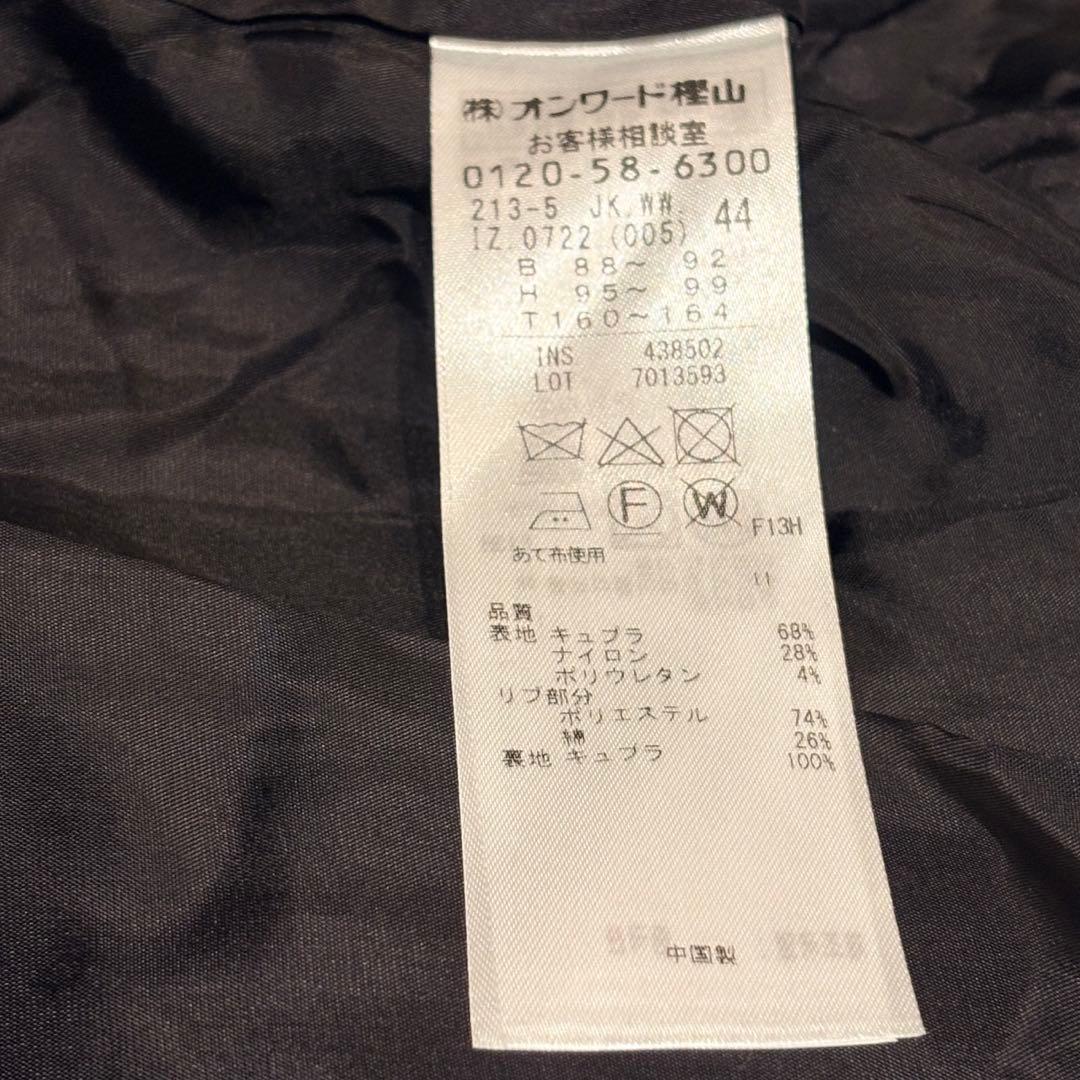 ㈱オンワード樫山
お客様相談室
0120-58-6300
213-5 JK.WW 44
IZ.0722 (005)
B 88～ 92
H 95～ 99
T160～164
INS 438502
LOT 7013593
F W F13H
あて布使用
11
品質
表地 キュプラ 68%
ナイロン 28%
ポリウレタン 4%
リブ部分
ポリエステル 74%
綿 26%
裏地 キュプラ 100%
中国製